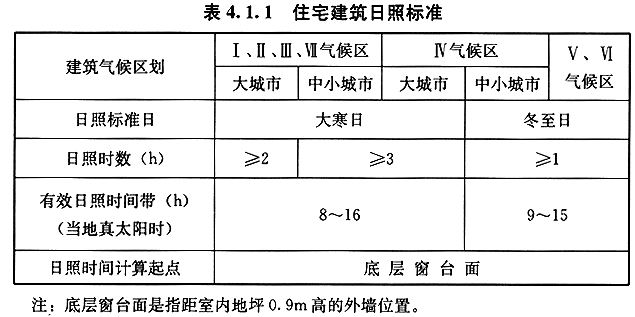 表 4.1.1 住宅建筑日照标准
建筑气候区划 Ⅰ、Ⅱ、Ⅲ、Ⅶ气候区 Ⅳ气候区 Ⅴ、Ⅵ
气候区
大城市 中小城市 大城市 中小城市
日照标准日 大寒日 冬至日
日照时数（h） ≥2 ≥3 ≥1
有效日照时间带（h）
（当地真太阳时） 8～16 9～15
日照时间计算起点 底层窗台面
注：底层窗台面是指距室内地坪0.9m高的外墙位置。